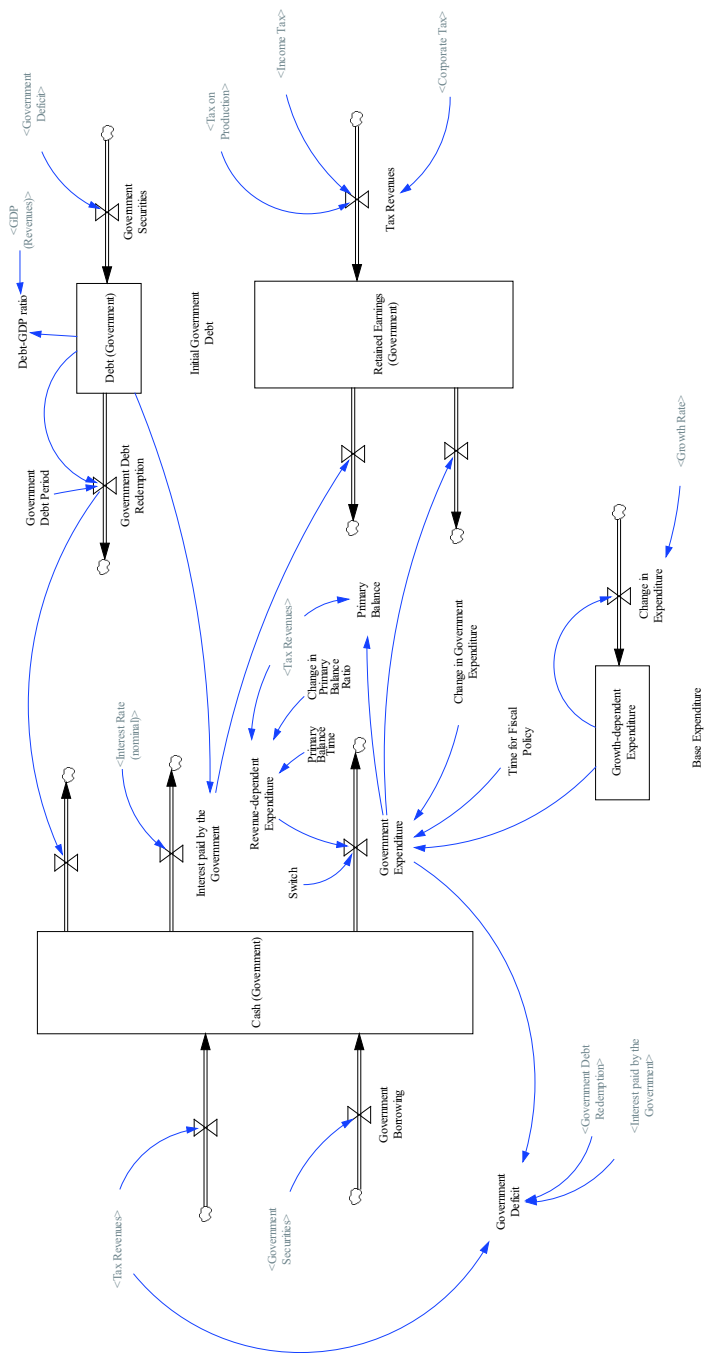 <Tax Revenues>
<Government
Securities>
Government
Borrowing
Government
Deficit
<Government Debt
Redemption>
<Interest paid by the
Government>
Cash (Government)
<Interest Rate
(nominal)>
Interest paid by the
Government
Switch
Revenue-dependent
Expenditure
Primary
Balance
Time
Change in
Primary
Balance
Ratio
<Tax Revenues>
Primary
Balance
Government
Expenditure
Change in Government
Expenditure
Time for Fiscal
Policy
Growth-dependent
Expenditure
Base Expenditure
Change in
Expenditure
<Growth Rate>
Government
Debt Period
Government Debt
Redemption
Debt (Government)
Debt-GDP ratio
<GDP
(Revenues)>
Initial Government
Debt
Government
Securities
<Government
Deficit>
Retained Earnings
(Government)
Tax Revenues
<Tax on
Production>
<Income Tax>
<Corporate Tax>